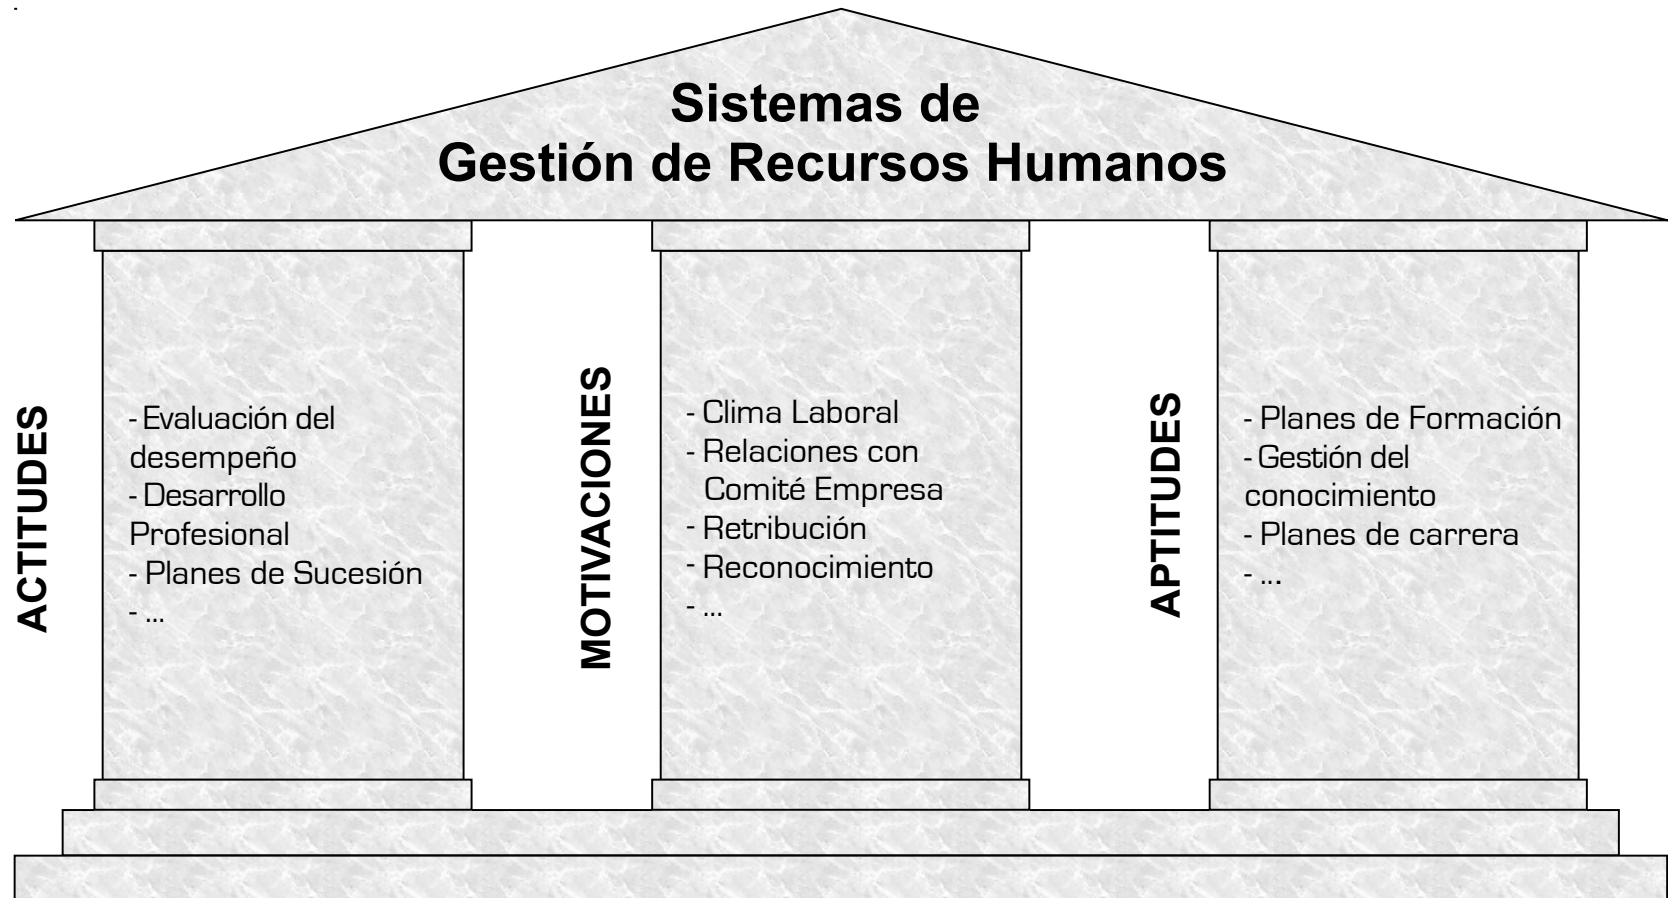 Sistemas de
Gestión de Recursos Humanos
ACTITUDES
- Evaluación del
desempeño
- Desarrollo
Profesional
- Planes de Sucesión
- ...
MOTIVACIONES
- Clima Laboral
- Relaciones con
Comité Empresa
- Retribución
- Reconocimiento
- ...
APTITUDES
- Planes de Formación
- Gestión del
conocimiento
- Planes de carrera
- ...